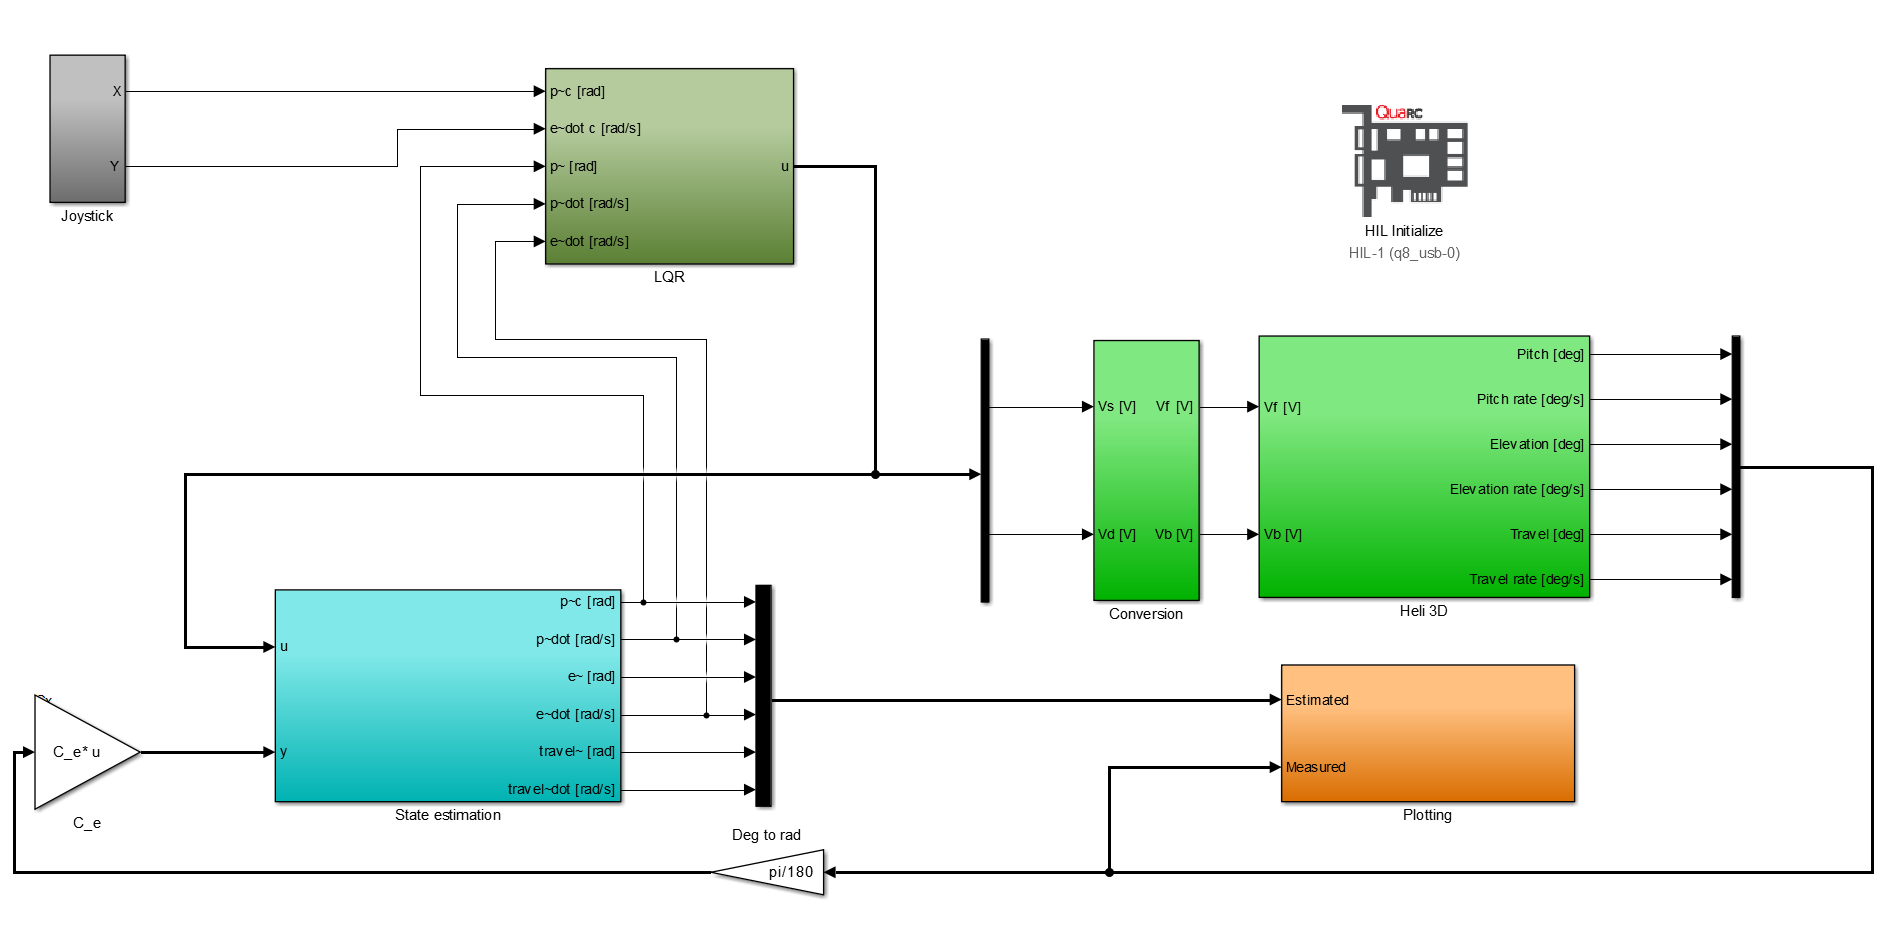 X
Y
Joystick
p~c [rad]
e~dot c [rad/s]
p~ [rad]
p~dot [rad/s]
e~dot [rad/s]
u
LQR
QuaRC
HIL Initialize
HIL-1 (q8_usb-0)
Vs [V]
Vd [V]
Vf [V]
Vb [V]
Conversion
Vf [V]
Vb [V]
Pitch [deg]
Pitch rate [deg/s]
Elevation [deg]
Elevation rate [deg/s]
Travel [deg]
Travel rate [deg/s]
Heli 3D
u
y
p~c [rad]
p~dot [rad/s]
e~ [rad]
e~dot [rad/s]
travel~ [rad]
travel~dot [rad/s]
State estimation
C_e* u
C_e
Estimated
Measured
Plotting
Deg to rad
pi/180